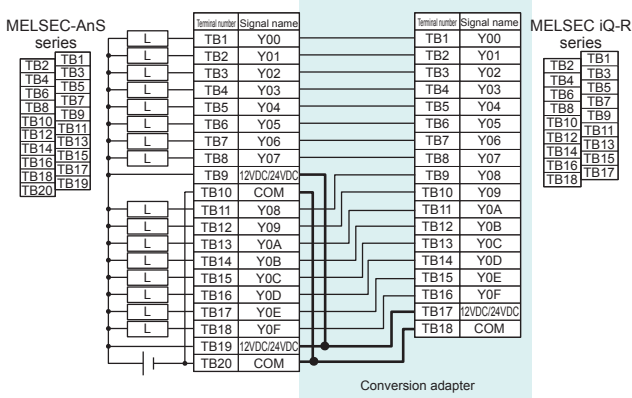 MELSEC-AnS
series
TB1
TB2
TB3
TB4
TB5
TB6
TB7
TB8
TB9
TB10
TB11
TB12
TB13
TB14
TB15
TB16
TB17
TB18
TB19
TB20
Terminal number Signal name
L TB1 Y00
L TB2 Y01
L TB3 Y02
L TB4 Y03
L TB5 Y04
L TB6 Y05
L TB7 Y06
L TB8 Y07
TB9 12VDC/24VDC
TB10 COM
L TB11 Y08
L TB12 Y09
L TB13 Y0A
L TB14 Y0B
L TB15 Y0C
L TB16 Y0D
L TB17 Y0E
L TB18 Y0F
TB19 12VDC/24VDC
TB20 COM
Terminal number Signal name
TB1 Y00
TB2 Y01
TB3 Y02
TB4 Y03
TB5 Y04
TB6 Y05
TB7 Y06
TB8 Y07
TB9 Y08
TB10 Y09
TB11 Y0A
TB12 Y0B
TB13 Y0C
TB14 Y0D
TB15 Y0E
TB16 Y0F
TB17 12VDC/24VDC
TB18 COM
Conversion adapter
MELSEC iQ-R
series
TB1
TB2
TB3
TB4
TB5
TB6
TB7
TB8
TB9
TB10
TB11
TB12
TB13
TB14
TB15
TB16
TB17
TB18